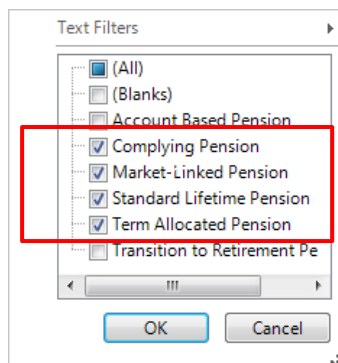 Text Filters
(All)
(Blanks)
Account Based Pension
Complying Pension
Market-Linked Pension
Standard Lifetime Pension
Term Allocated Pension
Transition to Retirement Pe
OK
Cancel